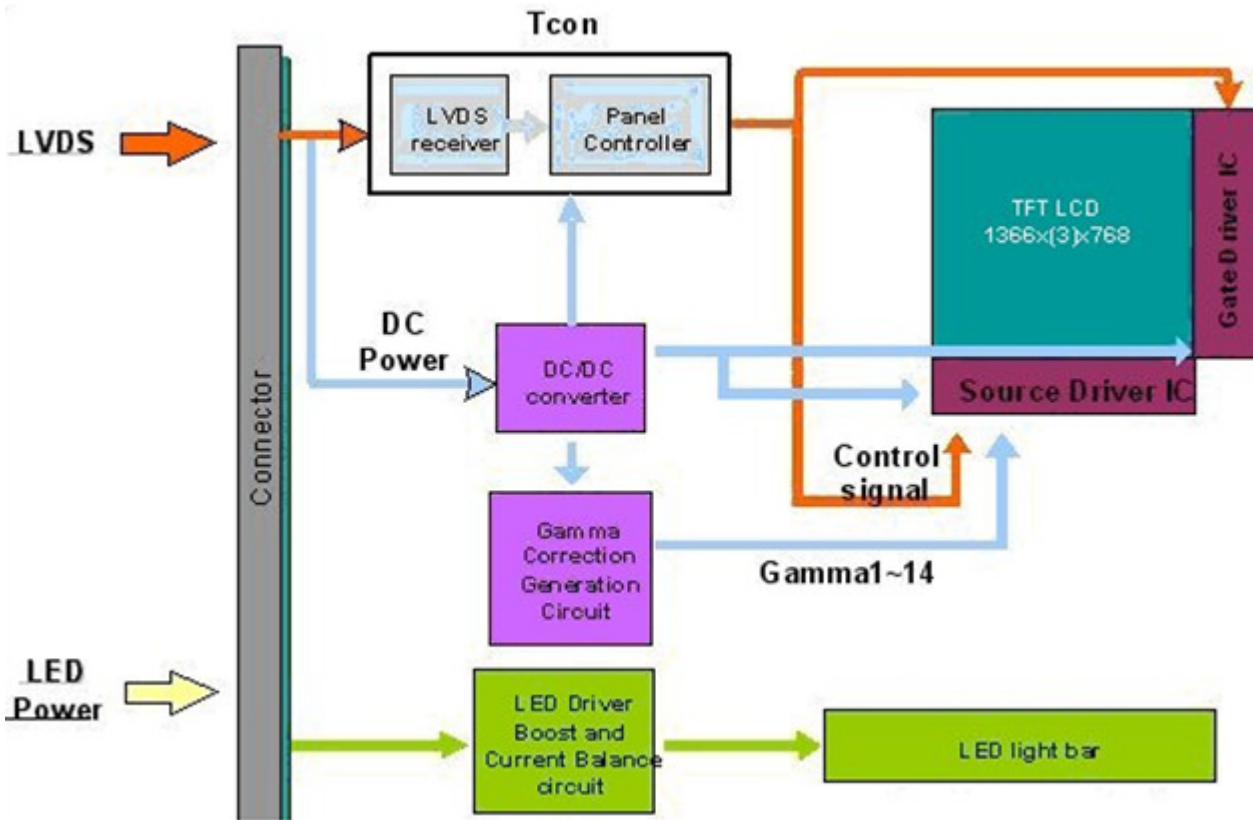 Tcon
LVDS
LVDS
receiver
Panel
Controller
TFT LCD
1366x(3)x768
Gate Driver IC
DC
Power
DC/DC
converter
Source Driver IC
Connector
Control
signal
Gamma
Correction
Generation
Circuit
Gamma1~14
LED
Power
LED Driver
Boost and
Current Balance
circuit
LED light bar